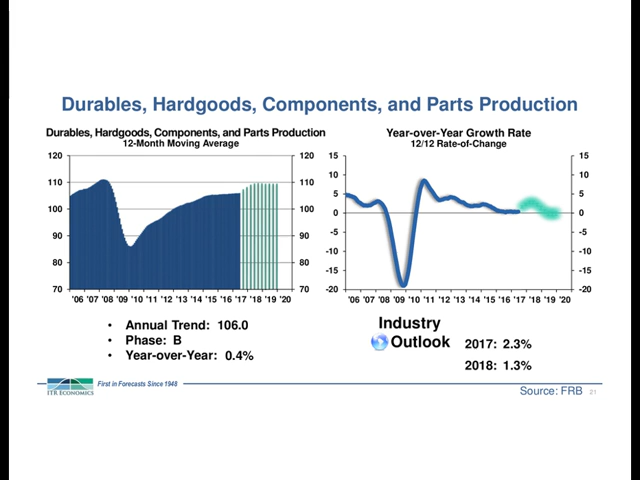 Durables, Hardgoods, Components, and Parts Production
Durables, Hardgoods, Components, and Parts Production
12-Month Moving Average
120 120
110 110
100 100
90 90
80 80
70 70
'06 '07 '08 '09 '10 '11 '12 '13 '14 '15 '16 '17 '18 '19 '20
Year-over-Year Growth Rate
12/12 Rate-of-Change
15 15
10 10
5 5
0 0
-5 -5
-10 -10
-15 -15
-20 -20
'06 '07 '08 '09 '10 '11 '12 '13 '14 '15 '16 '17 '18 '19 '20
• Annual Trend: 106.0
• Phase: B
• Year-over-Year: 0.4%
Industry
Outlook 2017: 2.3%
2018: 1.3%
ITR ECONOMICS
First in Forecasts Since 1948
Source: FRB 21